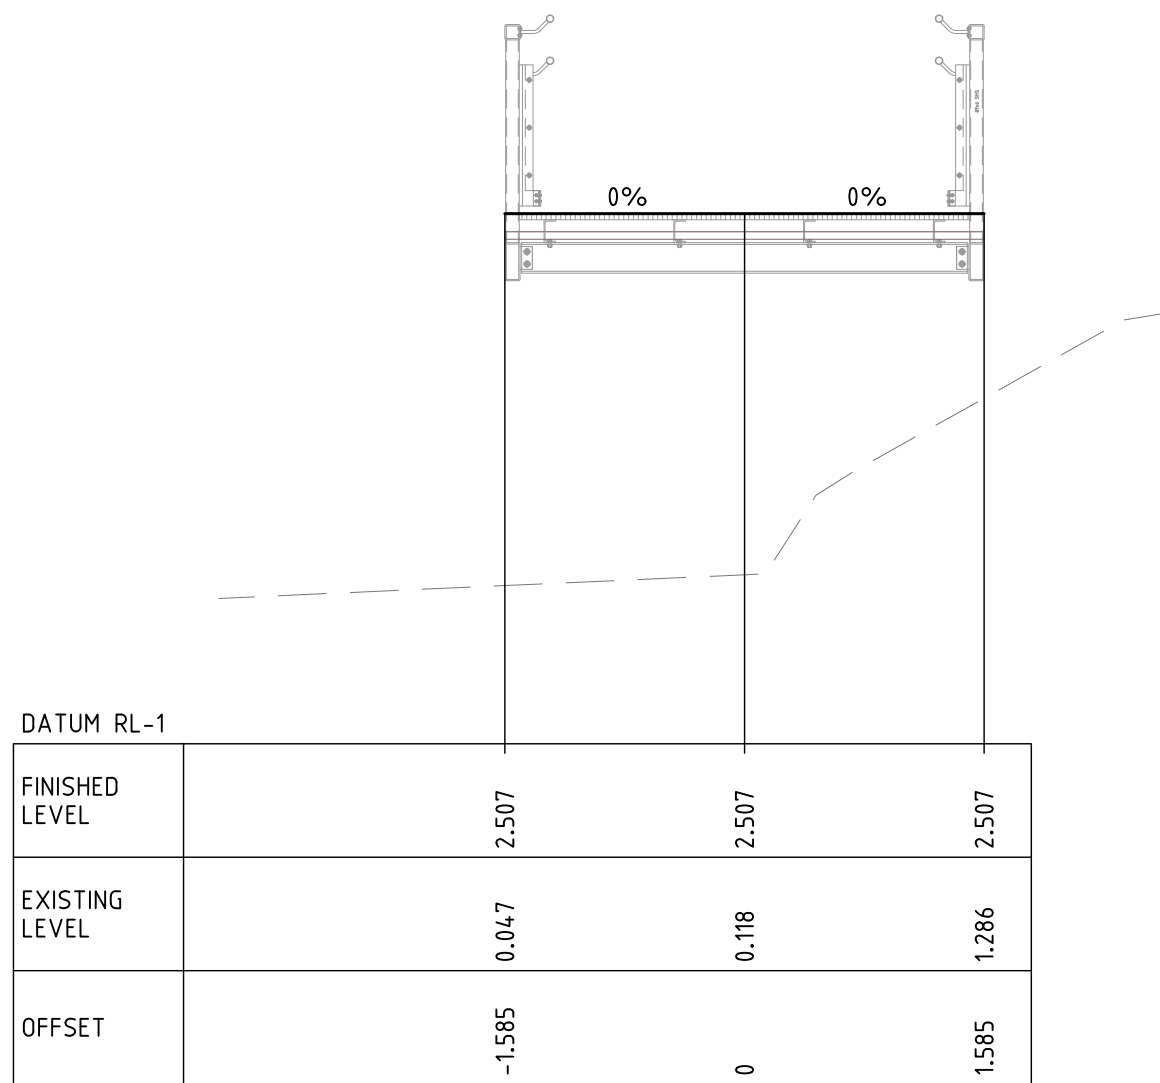 0% 0%
DATUM RL-1
FINISHED
LEVEL
2.507 2.507 2.507
EXISTING
LEVEL
0.047 0.118 1.286
OFFSET
-1.585 0 1.585